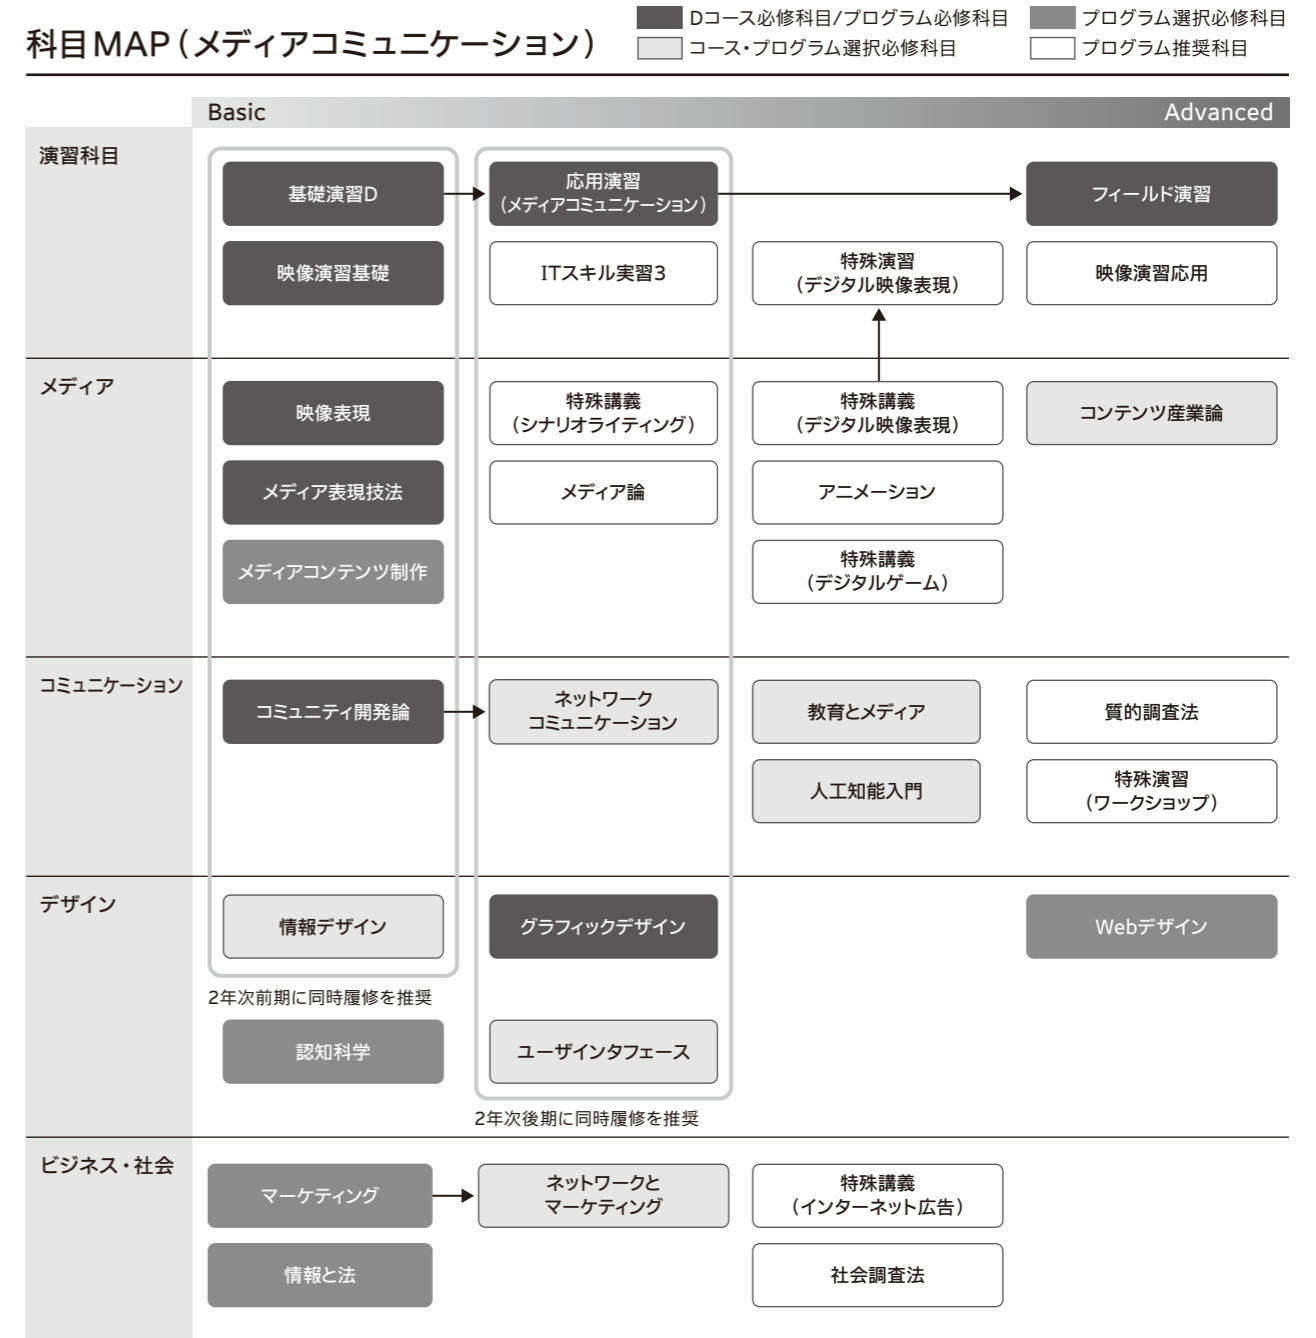 科目MAP（メディアコミュニケーション）
Dコース必修科目/プログラム必修科目
プログラム選択必修科目
コース・プログラム選択必修科目
プログラム推奨科目
Basic
Advanced
演習科目
基礎演習D
応用演習
（メディアコミュニケーション）
フィールド演習
映像演習基礎
ITスキル実習3
特殊演習
（デジタル映像表現）
映像演習応用
メディア
映像表現
特殊講義
（シナリオライティング）
特殊講義
（デジタル映像表現）
コンテンツ産業論
メディア表現技法
メディア論
アニメーション
メディアコンテンツ制作
特殊講義
（デジタルゲーム）
コミュニケーション
コミュニティ開発論
ネットワーク
コミュニケーション
教育とメディア
質的調査法
人工知能入門
特殊演習
（ワークショップ）
デザイン
情報デザイン
グラフィックデザイン
Webデザイン
2年次前期に同時履修を推奨
認知科学
ユーザインタフェース
2年次後期に同時履修を推奨
ビジネス・社会
マーケティング
ネットワークと
マーケティング
特殊講義
（インターネット広告）
情報と法
社会調査法